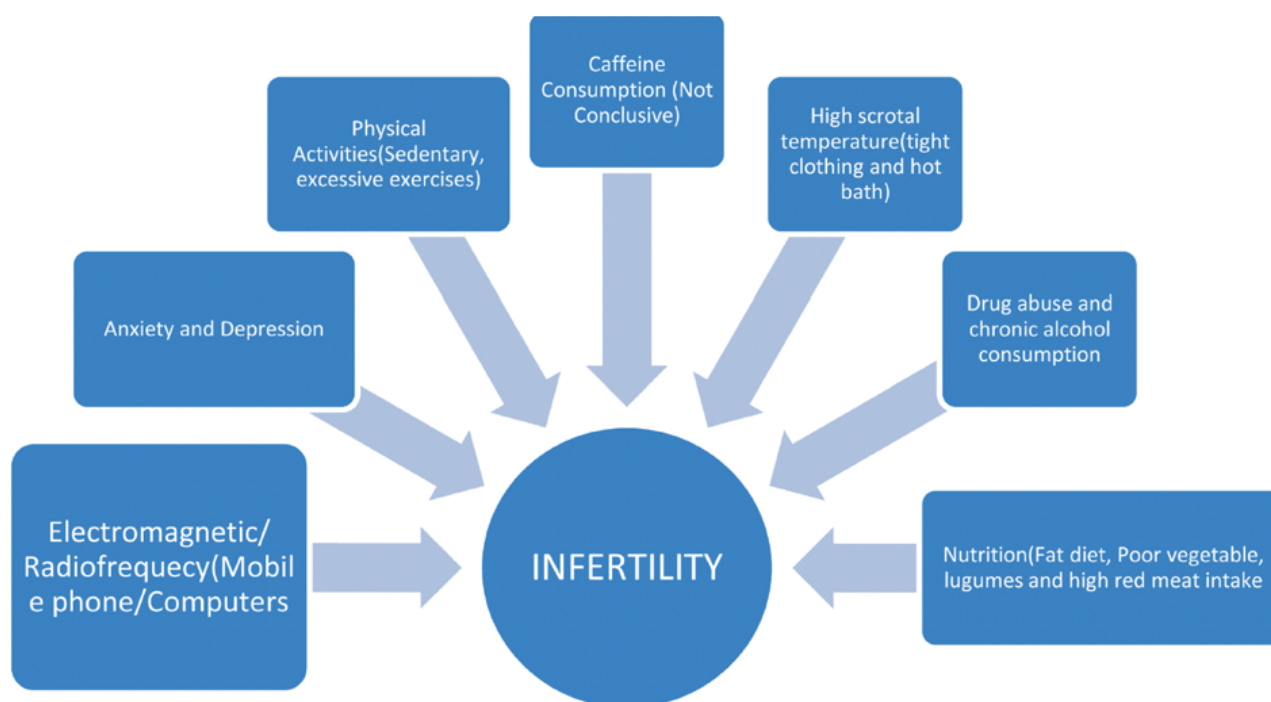 Caffeine
Consumption (Not
Conclusive)
Physical
Activities(Sedentary,
excessive exercises)
High scrotal
temperature(tight
clothing and hot
bath)
Anxiety and Depression
Drug abuse and
chronic alcohol
consumption
Electromagnetic/
Radiofrequecy(Mobil
e phone/Computers
INFERTILITY
Nutrition(Fat diet, Poor vegetable,
lugumes and high red meat intake